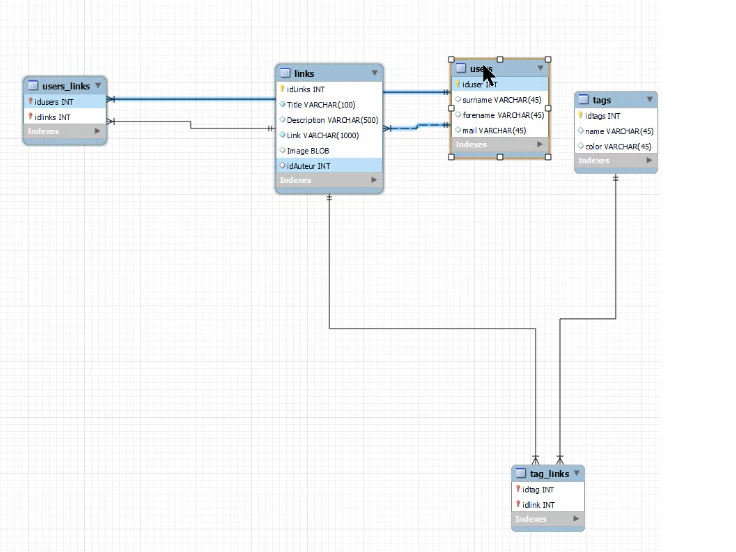 users_links
idusers INT
idlinks INT
Indexes
links
idLinks INT
Title VARCHAR(100)
Description VARCHAR(500)
Link VARCHAR(1000)
Image BLOB
idAuteur INT
Indexes
users
iduser INT
surname VARCHAR(45)
forename VARCHAR(45)
mail VARCHAR(45)
Indexes
tags
idtags INT
name VARCHAR(45)
color VARCHAR(45)
Indexes
tag_links
idtag INT
idlink INT
Indexes